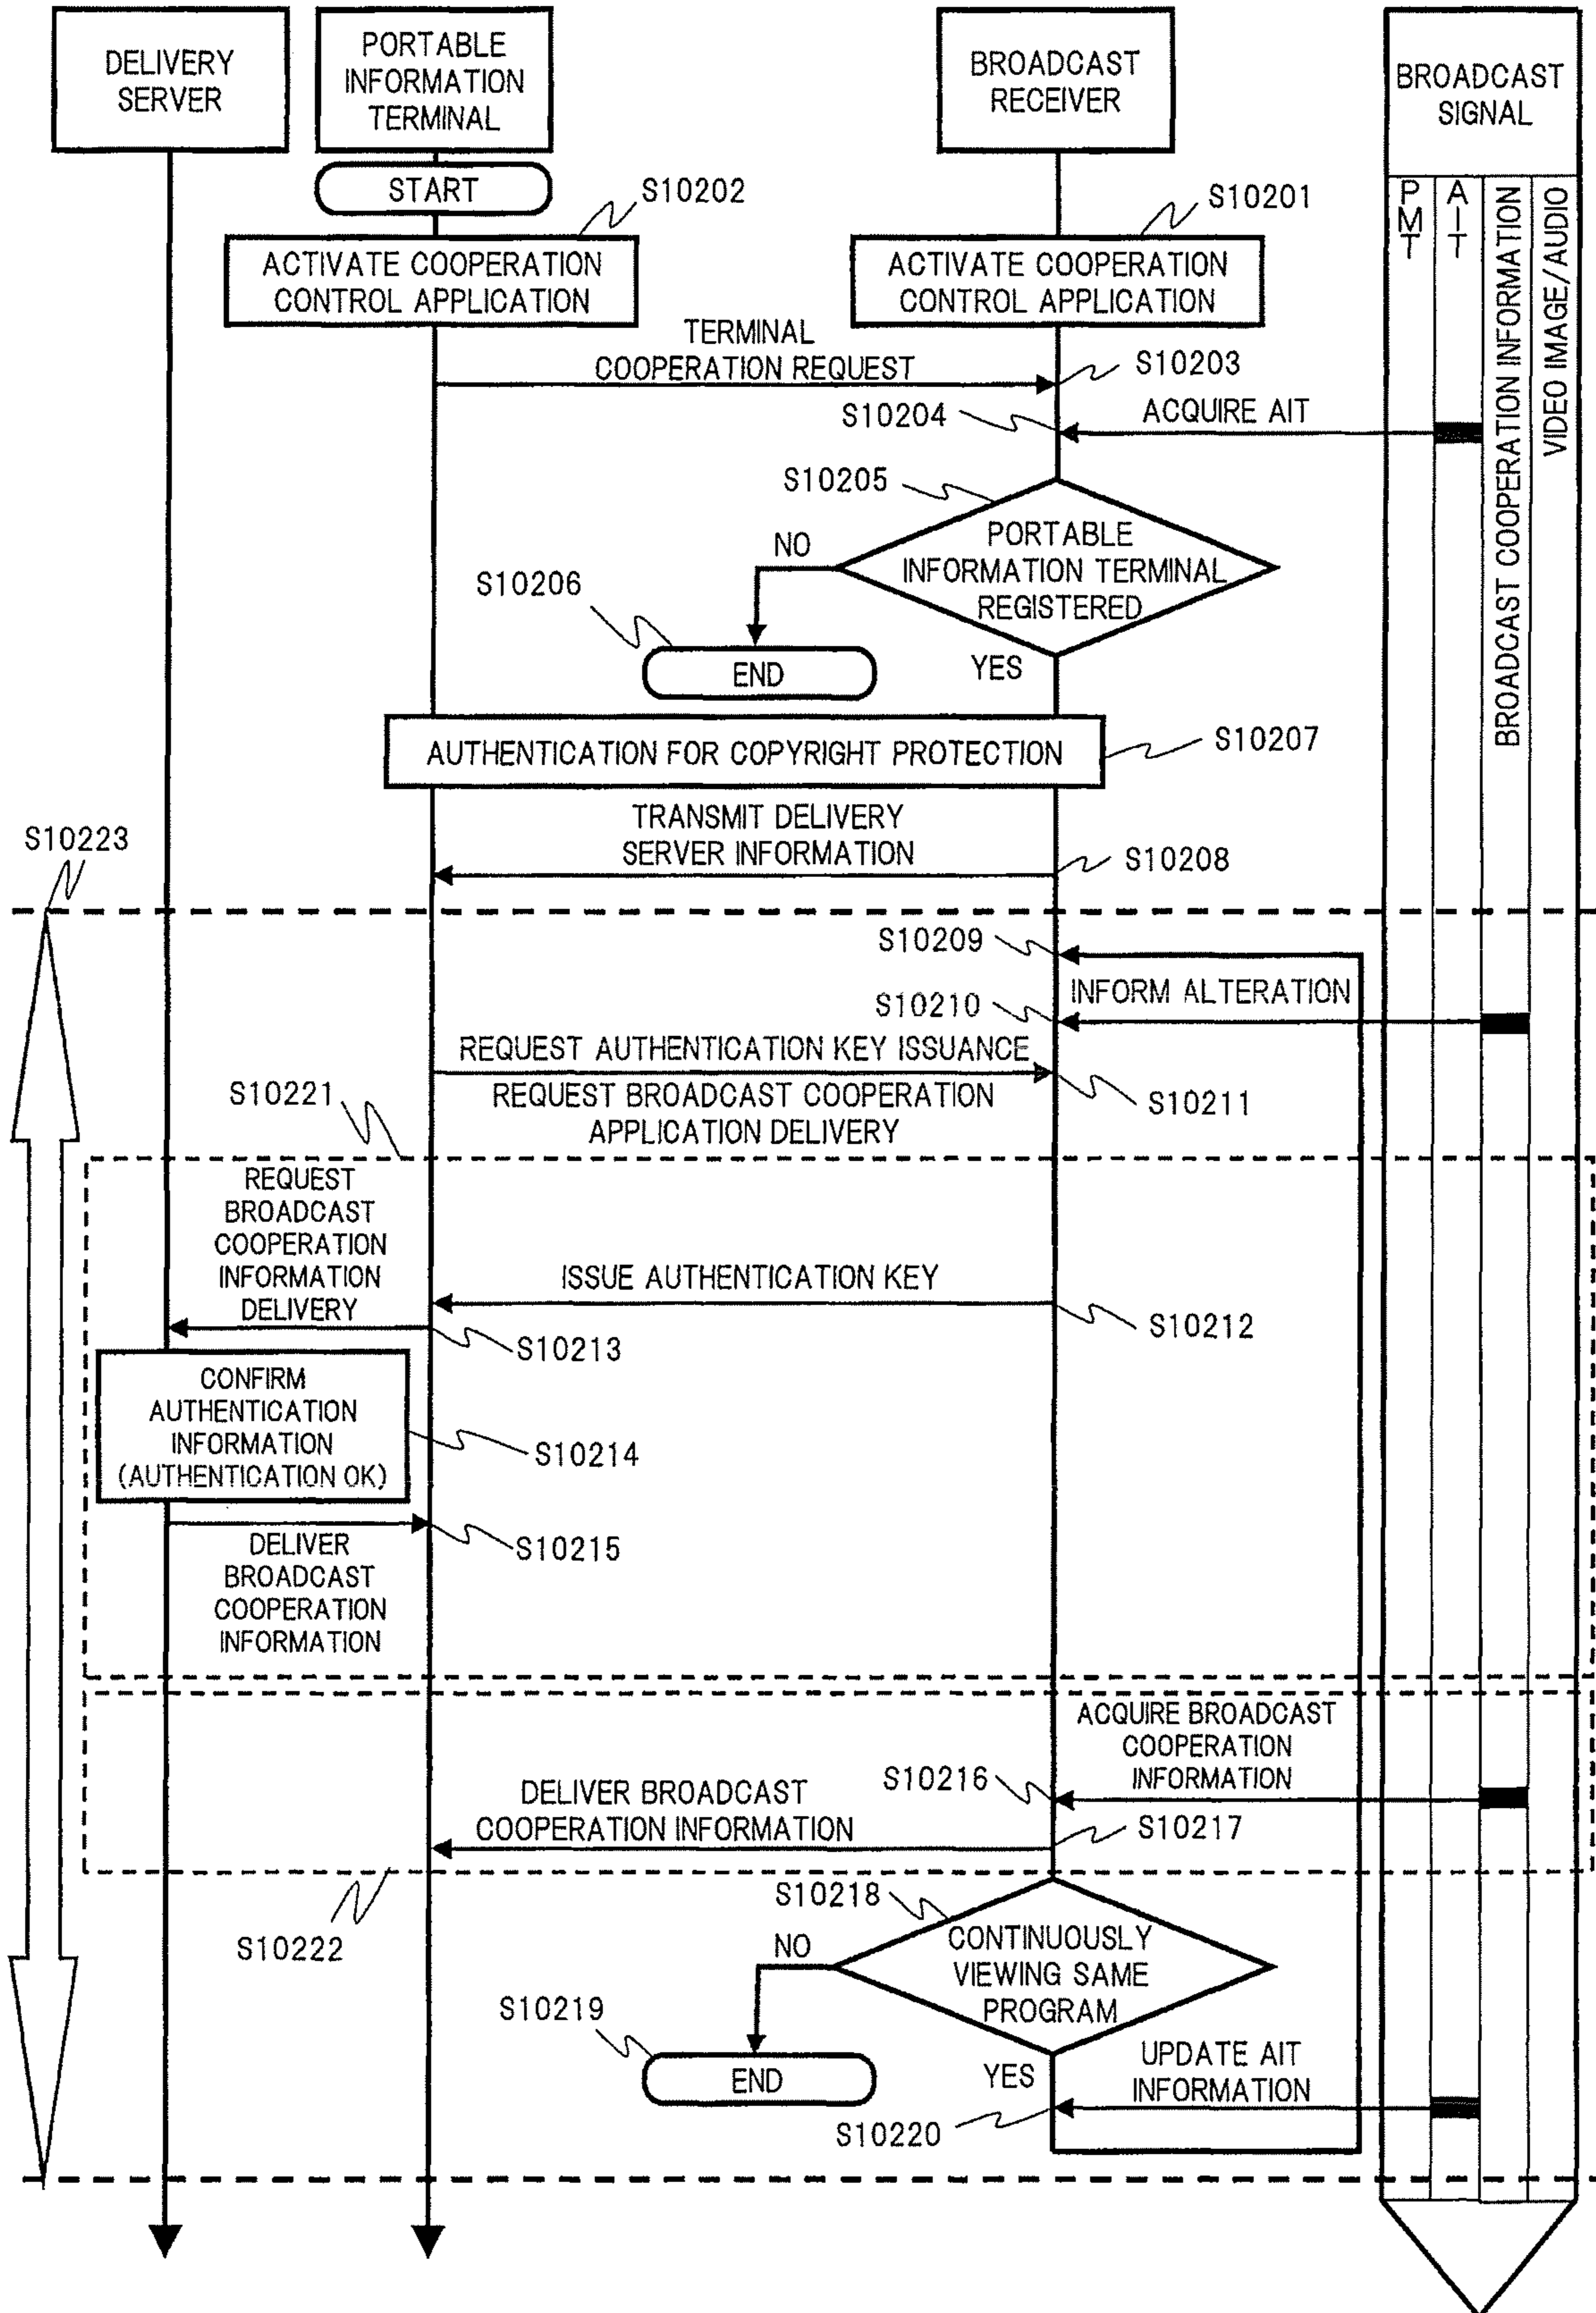 DELIVERY
SERVER
PORTABLE
INFORMATION
TERMINAL
BROADCAST
RECEIVER
BROADCAST
SIGNAL
START
S10202
S10201
PMT
AIT
BROADCAST COOPERATION INFORMATION
VIDEO IMAGE/AUDIO
ACTIVATE COOPERATION
CONTROL APPLICATION
ACTIVATE COOPERATION
CONTROL APPLICATION
TERMINAL
COOPERATION REQUEST
S10203
S10204
ACQUIRE AIT
S10205
PORTABLE
INFORMATION TERMINAL
REGISTERED
NO
S10206
END
YES
AUTHENTICATION FOR COPYRIGHT PROTECTION
S10207
TRANSMIT DELIVERY
SERVER INFORMATION
S10208
S10223
S10209
INFORM ALTERATION
S10210
REQUEST AUTHENTICATION KEY ISSUANCE
REQUEST BROADCAST COOPERATION
APPLICATION DELIVERY
S10211
S10221
REQUEST
BROADCAST
COOPERATION
INFORMATION
DELIVERY
ISSUE AUTHENTICATION KEY
S10212
S10213
CONFIRM
AUTHENTICATION
INFORMATION
(AUTHENTICATION OK)
S10214
S10215
DELIVER
BROADCAST
COOPERATION
INFORMATION
ACQUIRE BROADCAST
COOPERATION
INFORMATION
S10216
DELIVER BROADCAST
COOPERATION INFORMATION
S10217
S10222
S10218
CONTINUOUSLY
VIEWING SAME
PROGRAM
NO
S10219
END
YES
UPDATE AIT
INFORMATION
S10220